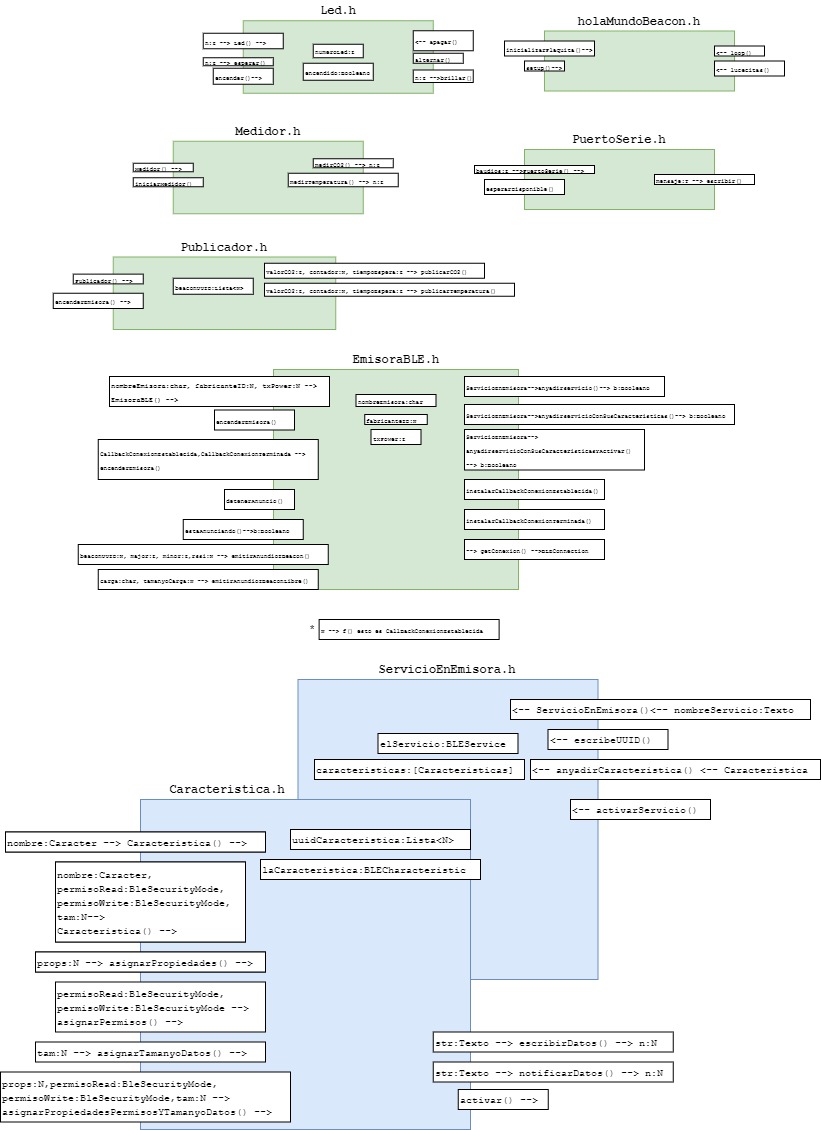 Led.h
n:Z --> Led() -->
n:Z --> esperar()
encender()-->
numeroLed:Z
encendido:Booleano
<-- apagar()
alternar()
n:Z -->brillar()
holaMundoBeacon.h
inicializarPlaquita()-->
setup()-->
<-- loop()
<-- lucecitas()
Medidor.h
Medidor() -->
iniciarMedidor()
medirCO3() --> n:Z
medirTemperatura() --> n:Z
PuertoSerie.h
baudios:Z -->PuertoSerie() -->
esperarDisponible()
mensaje:T --> escribir()
Publicador.h
Publicador() -->
encenderEmisora() -->
beaconUUID:Lista<N>
valorCO3:Z, contador:N, tiempoEspera:Z --> publicarCO3()
valorCO3:Z, contador:N, tiempoEspera:Z --> publicarTemperatura()
EmisoraBLE.h
nombreEmisora:char, fabricanteID:N, txPower:N -->
EmisoraBLE() -->
encenderEmisora()
CallbackConexionEstablecida,CallbackConexionTerminada -->
encenderEmisora()
detenerAnuncio()
estaAnunciando()-->b:Booleano
beaconUUID:N, major:Z, minor:Z,rssi:N --> emitirAnuncioIBeacon()
carga:char, tamanyoCarga:N --> emitirAnuncioIBeaconLibre()
nombreEmisora:char
fabricanteID:N
txPower:Z
ServicioEnEmisora-->anyadirServicio()--> b:Booleano
ServicioEnEmisora-->anyadirServicioConSusCaracteristicas()--> b:Booleano
ServicioEnEmisora-->
anyadirServicioConSusCaracteristicasYActivar()
--> b:Booleano
instalarCallbackConexionEstablecida()
instalarCallbackConexionTerminada()
--> getConexion() -->BLEConnection
* N --> f() esto es CallbackConexionEstablecida
ServicioEnEmisora.h
<-- ServicioEnEmisora()<-- nombreServicio:Texto
elServicio:BLEService
<-- escribeUUID()
caracteristicas:[Caracteristicas]
<-- anyadirCaracteristica() <-- Caracteristica
<-- activarServicio()
Caracteristica.h
nombre:Caracter --> Caracteristica() -->
uuidCaracteristica:Lista<N>
laCaracteristica:BLECharacteristic
nombre:Caracter,
permisoRead:BleSecurityMode,
permisoWrite:BleSecurityMode,
tam:N-->
Caracteristica() -->
props:N --> asignarPropiedades() -->
permisoRead:BleSecurityMode,
permisoWrite:BleSecurityMode -->
asignarPermisos() -->
tam:N --> asignarTamanyoDatos() -->
props:N,permisoRead:BleSecurityMode,
permisoWrite:BleSecurityMode,tam:N -->
asignarPropiedadesPermisosYTamanyoDatos() -->
str:Texto --> escribirDatos() --> n:N
str:Texto --> notificarDatos() --> n:N
activar() -->